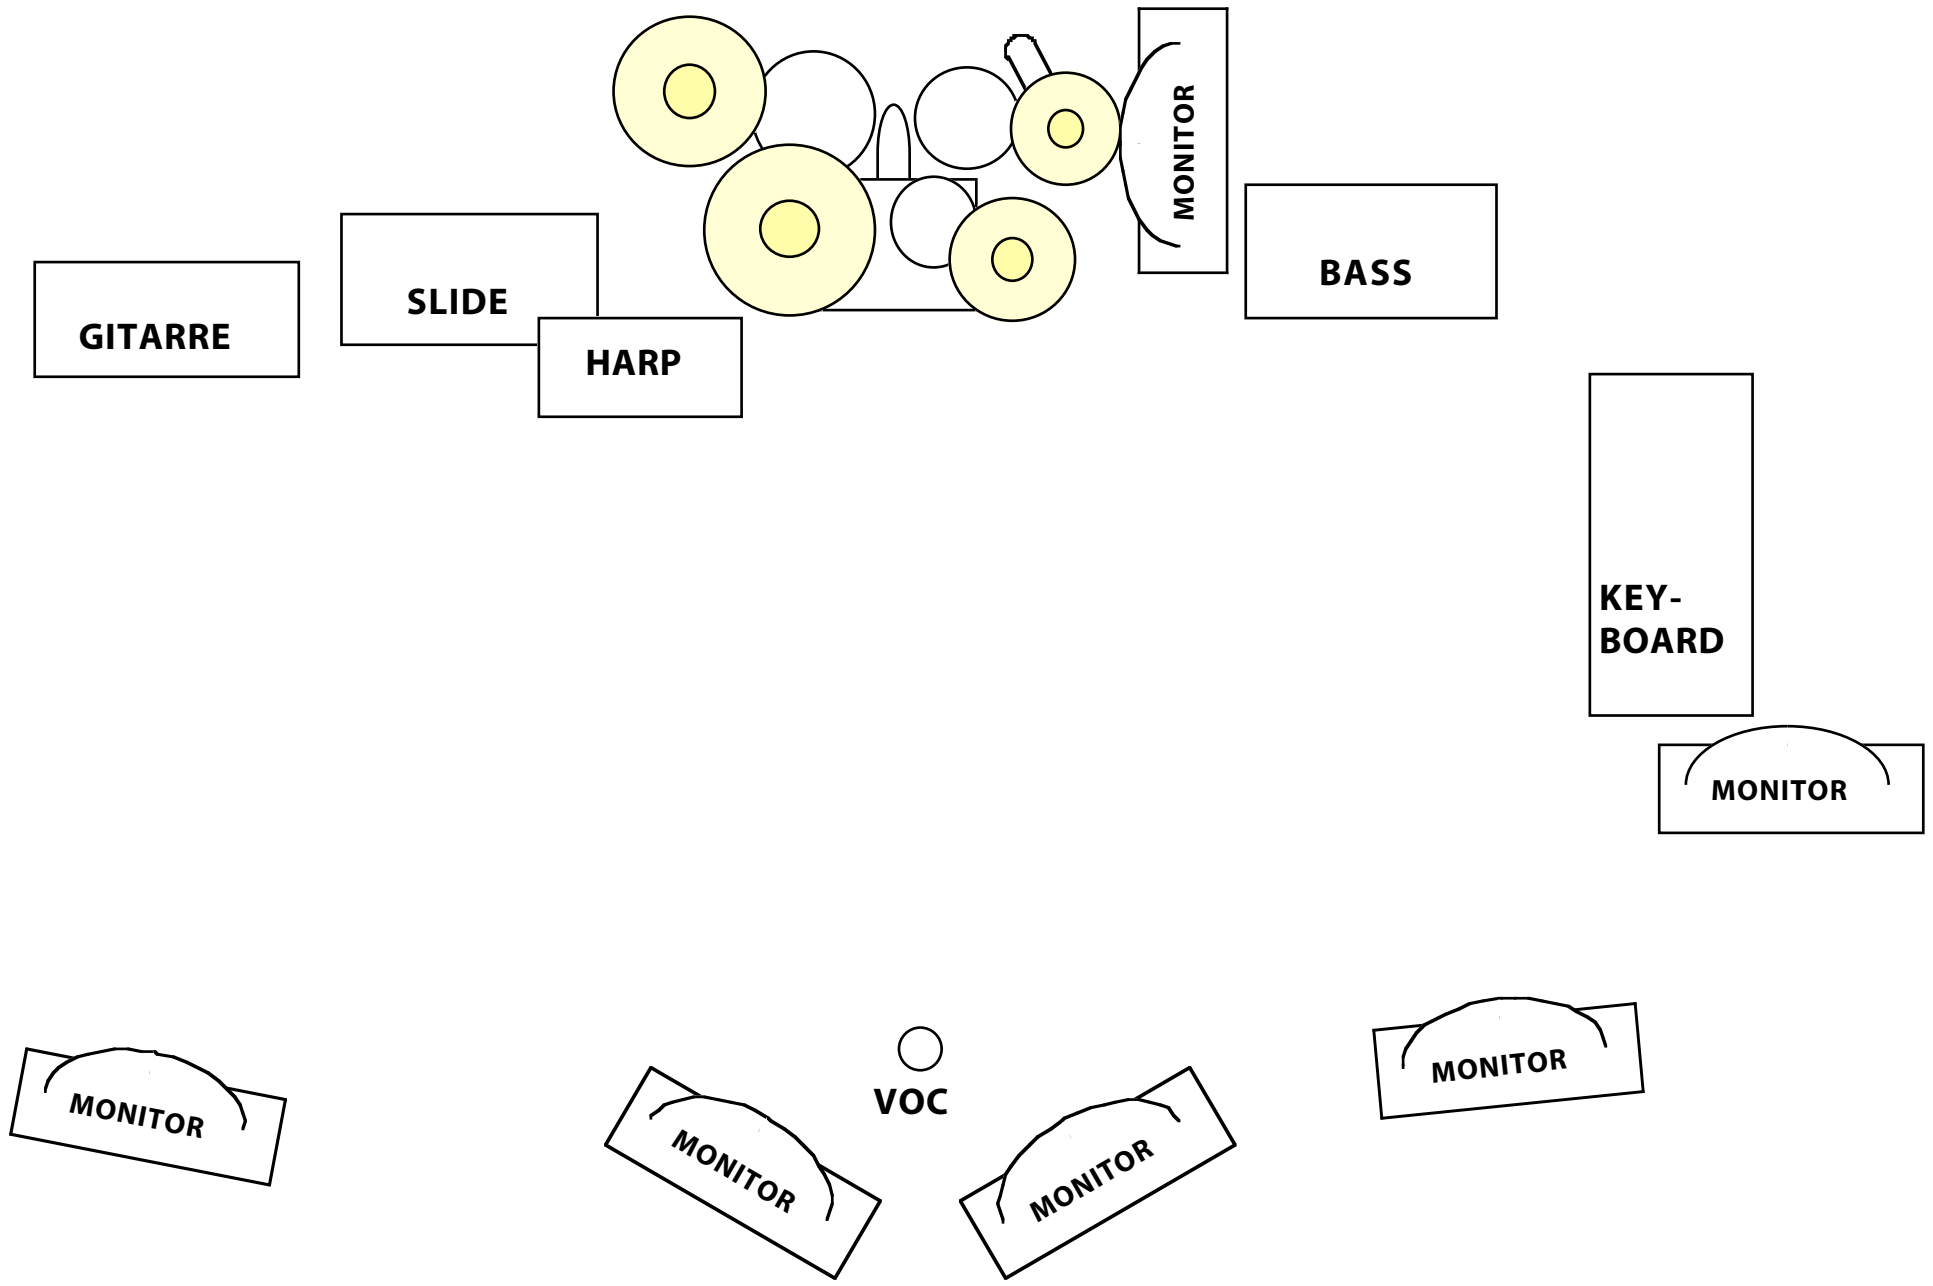 MONITOR
BASS
SLIDE
GITARRE
HARP
KEY-
BOARD
MONITOR
MONITOR
VOC
MONITOR
MONITOR
MONITOR